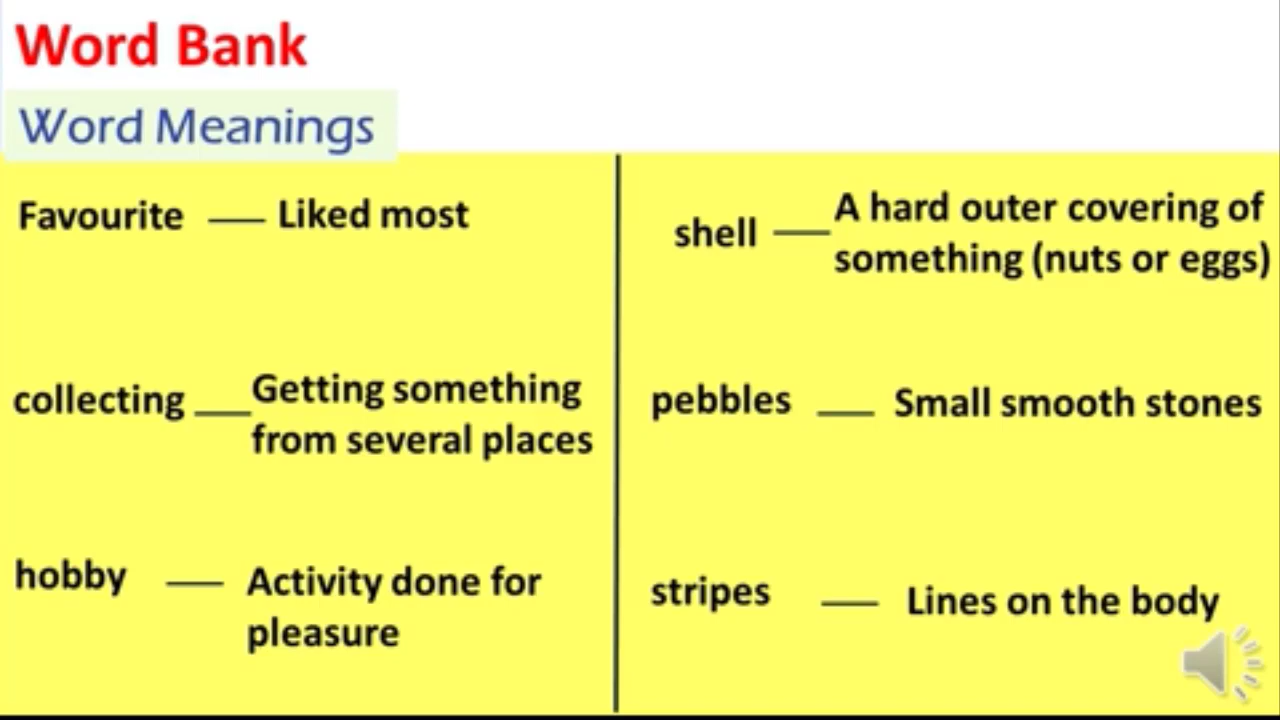 Word Bank
Word Meanings
Favourite — Liked most
collecting — Getting something
from several places
hobby — Activity done for
pleasure
shell — A hard outer covering of
something (nuts or eggs)
pebbles — Small smooth stones
stripes — Lines on the body